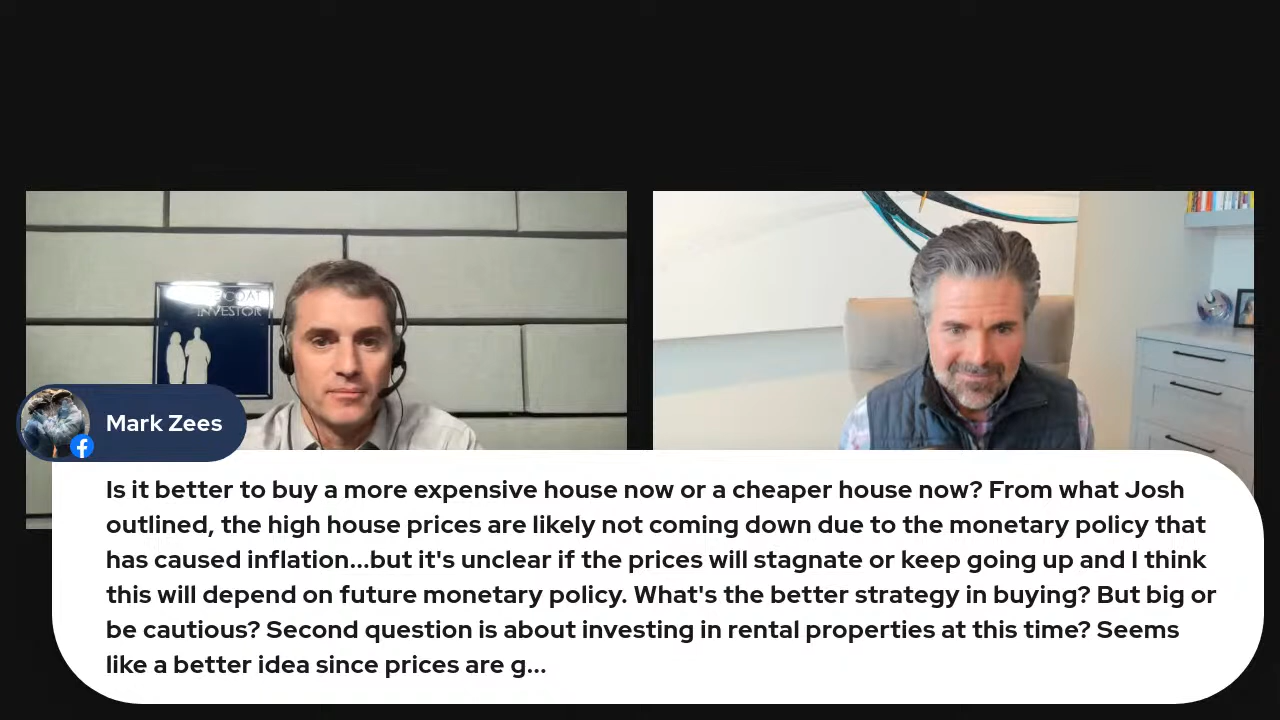 COAT
INVESTOR
Mark Zees
Is it better to buy a more expensive house now or a cheaper house now? From what Josh
outlined, the high house prices are likely not coming down due to the monetary policy that
has caused inflation...but it's unclear if the prices will stagnate or keep going up and I think
this will depend on future monetary policy. What's the better strategy in buying? But big or
be cautious? Second question is about investing in rental properties at this time? Seems
like a better idea since prices are g...